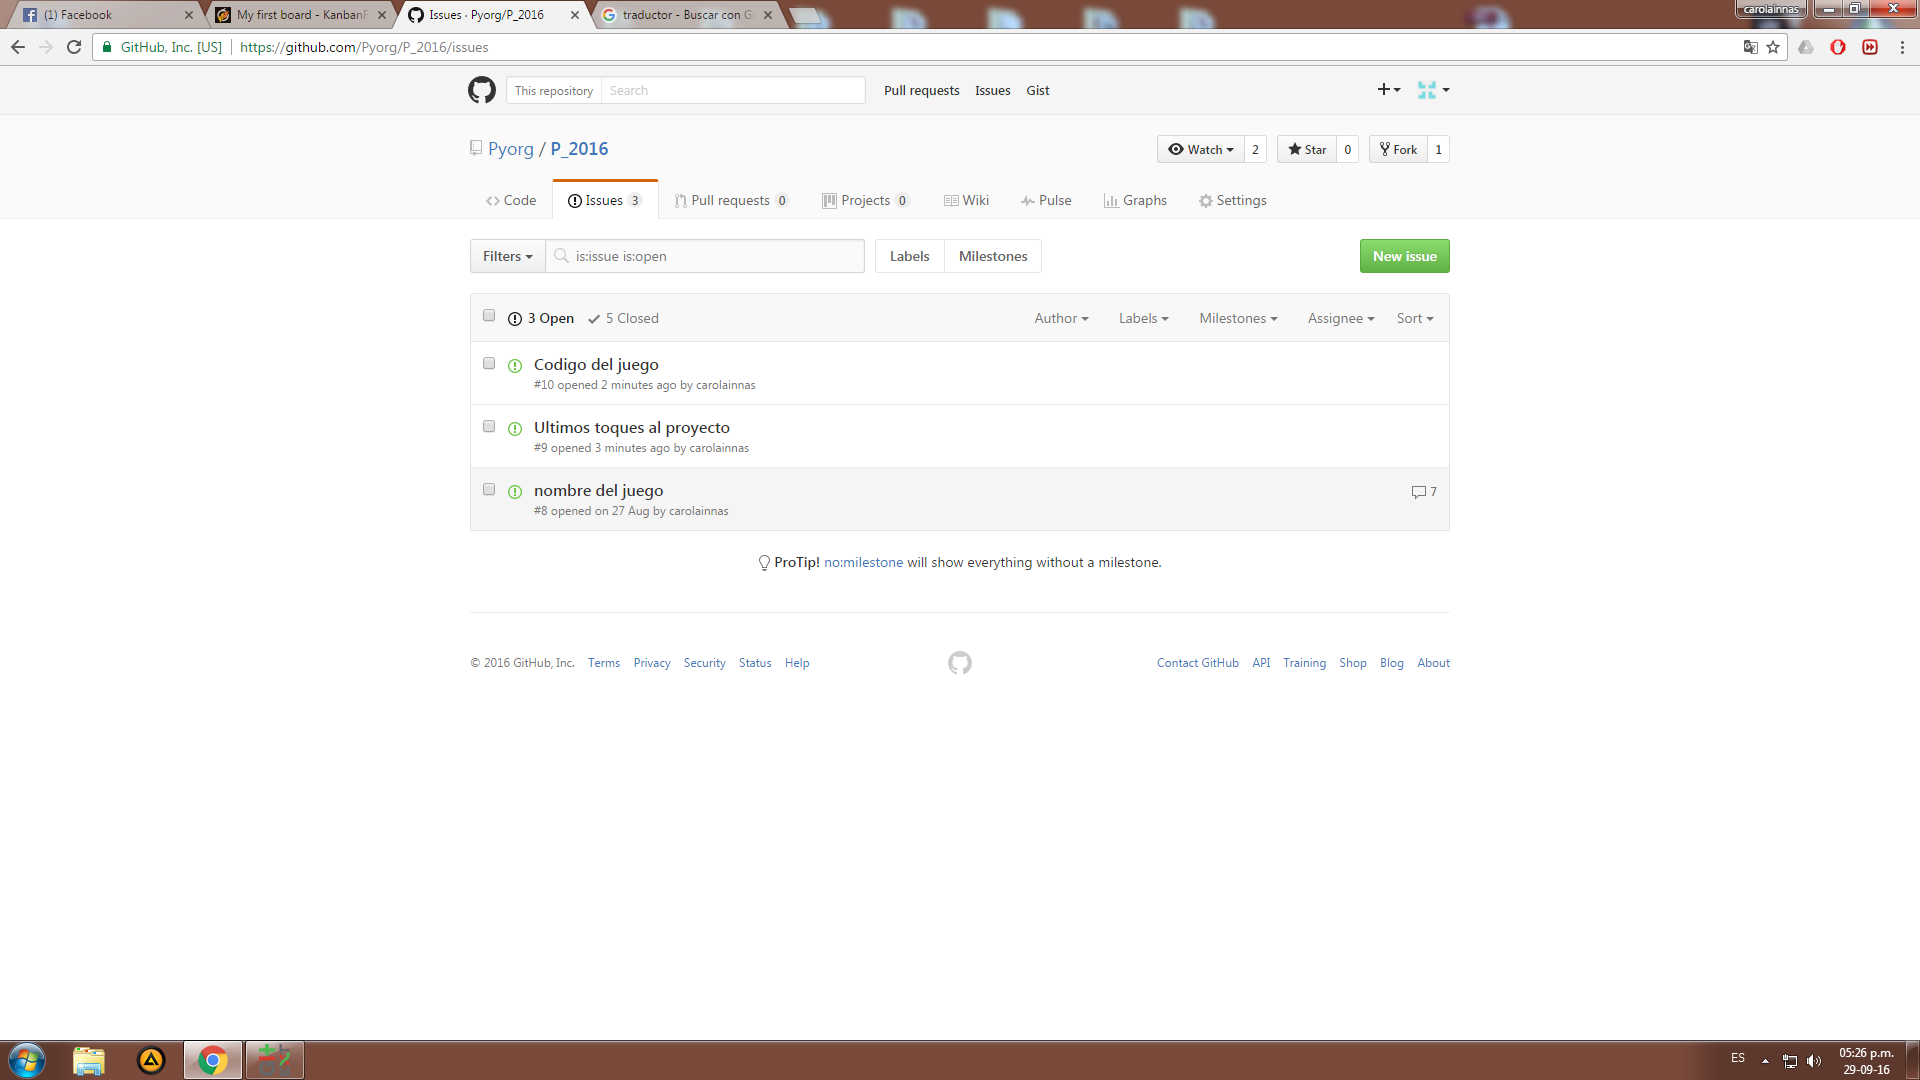 (1) Facebook
My first board - Kanban
Issues · Pyorg/P_2016
traductor - Buscar con G
carolainnas
GitHub, Inc. [US]
https://github.com/Pyorg/P_2016/issues
This repository
Search
Pull requests
Issues
Gist
Pyorg / P_2016
Watch 2
Star 0
Fork 1
Code
Issues 3
Pull requests 0
Projects 0
Wiki
Pulse
Graphs
Settings
Filters
is:issue is:open
Labels
Milestones
New issue
3 Open
5 Closed
Author
Labels
Milestones
Assignee
Sort
Codigo del juego
#10 opened 2 minutes ago by carolainnas
Ultimos toques al proyecto
#9 opened 3 minutes ago by carolainnas
nombre del juego
7
#8 opened on 27 Aug by carolainnas
ProTip! no:milestone will show everything without a milestone.
© 2016 GitHub, Inc.
Terms
Privacy
Security
Status
Help
Contact GitHub
API
Training
Shop
Blog
About
ES
05:26 p.m.
29-09-16